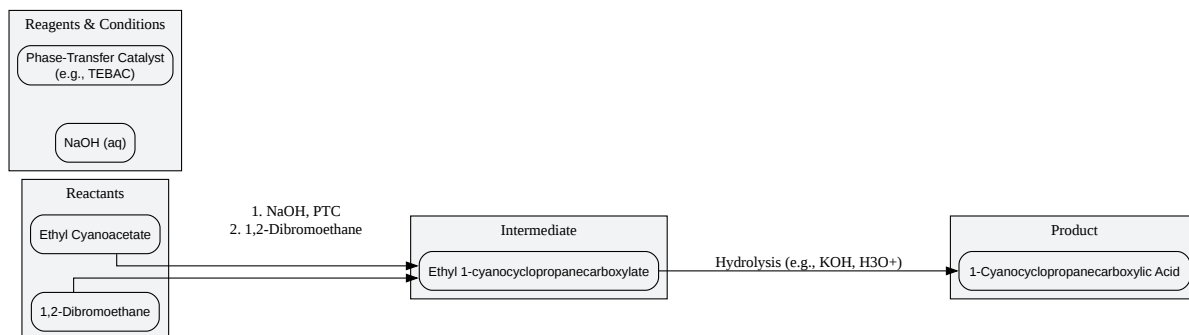 Reagents & Conditions
Phase-Transfer Catalyst
(e.g., TEBAC)
NaOH (aq)
Reactants
Ethyl Cyanoacetate
1,2-Dibromoethane
1. NaOH, PTC
2. 1,2-Dibromoethane
Intermediate
Ethyl 1-cyanocyclopropanecarboxylate
Hydrolysis (e.g., KOH, H3O+)
Product
1-Cyanocyclopropanecarboxylic Acid